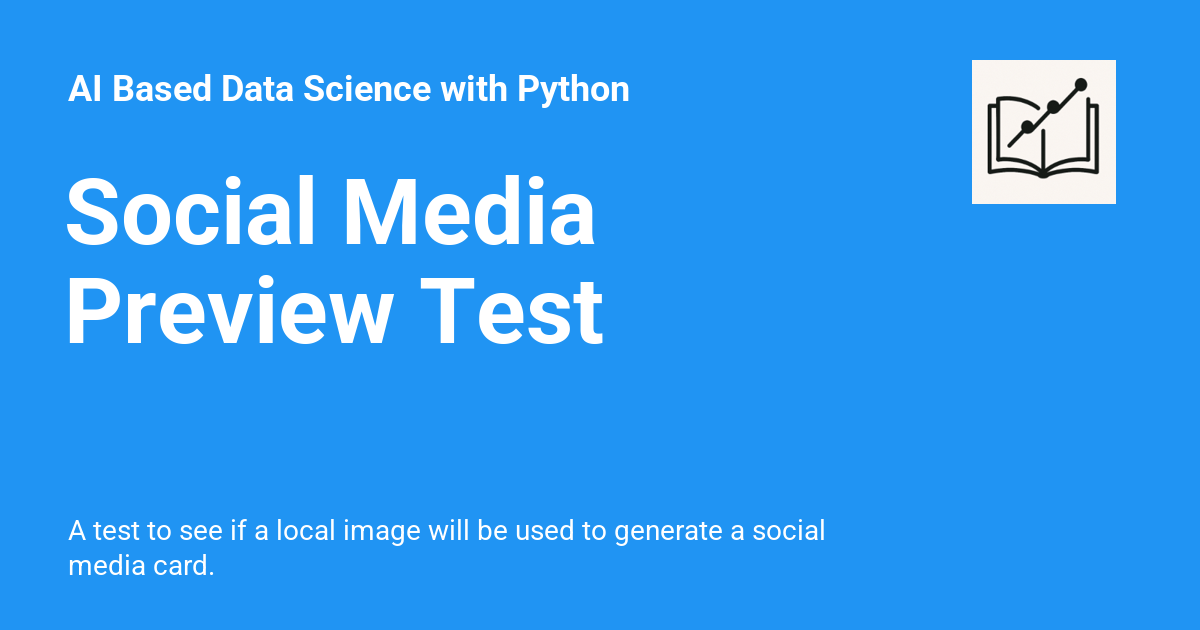 AI Based Data Science with Python
Social Media
Preview Test
A test to see if a local image will be used to generate a social
media card.